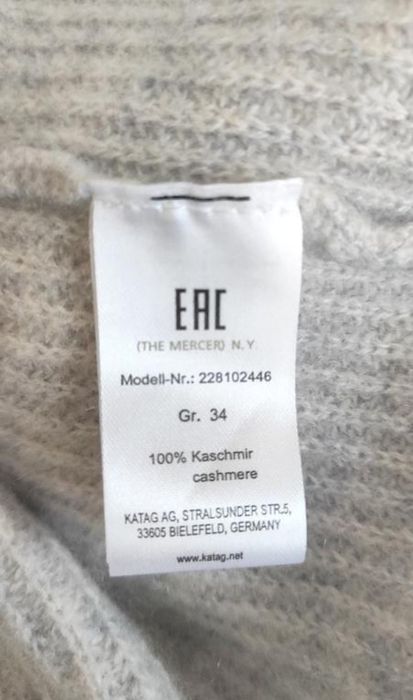 EAC
(THE MERCER) N.Y.
Modell-Nr.: 228102446
Gr. 34
100% Kaschmir
cashmere
KATAG AG, STRALSUNDER STR.5,
33605 BIELEFELD, GERMANY
www.katag.net